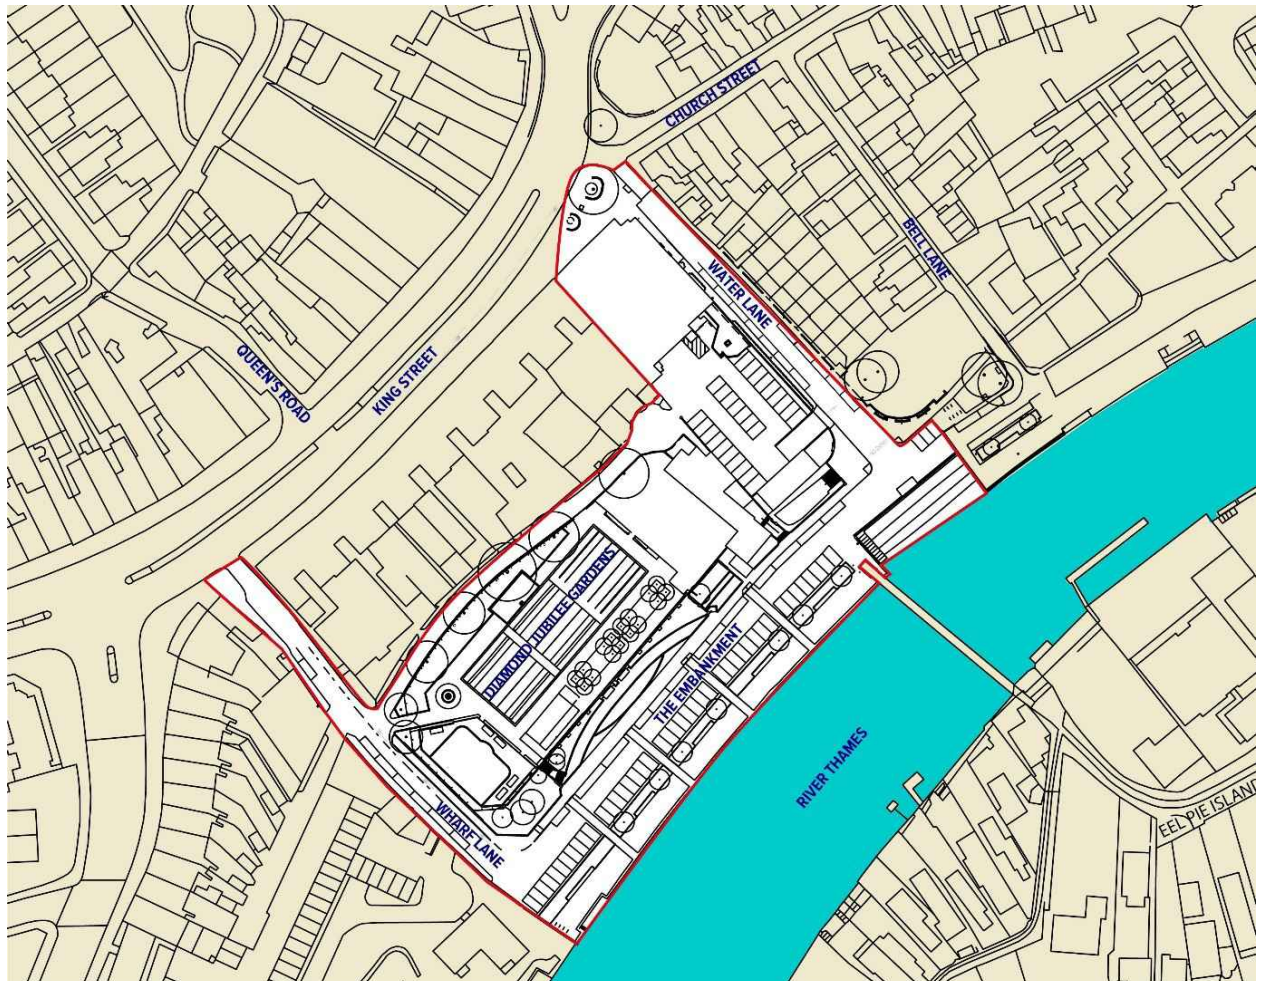 CHURCH STREET
BELL LANE
WATER LANE
QUEEN'S ROAD
KING STREET
DIAMOND JUBILEE GARDENS
THE EMBANKMENT
RIVER THAMES
WHARF LANE
EEL PIE ISLAND